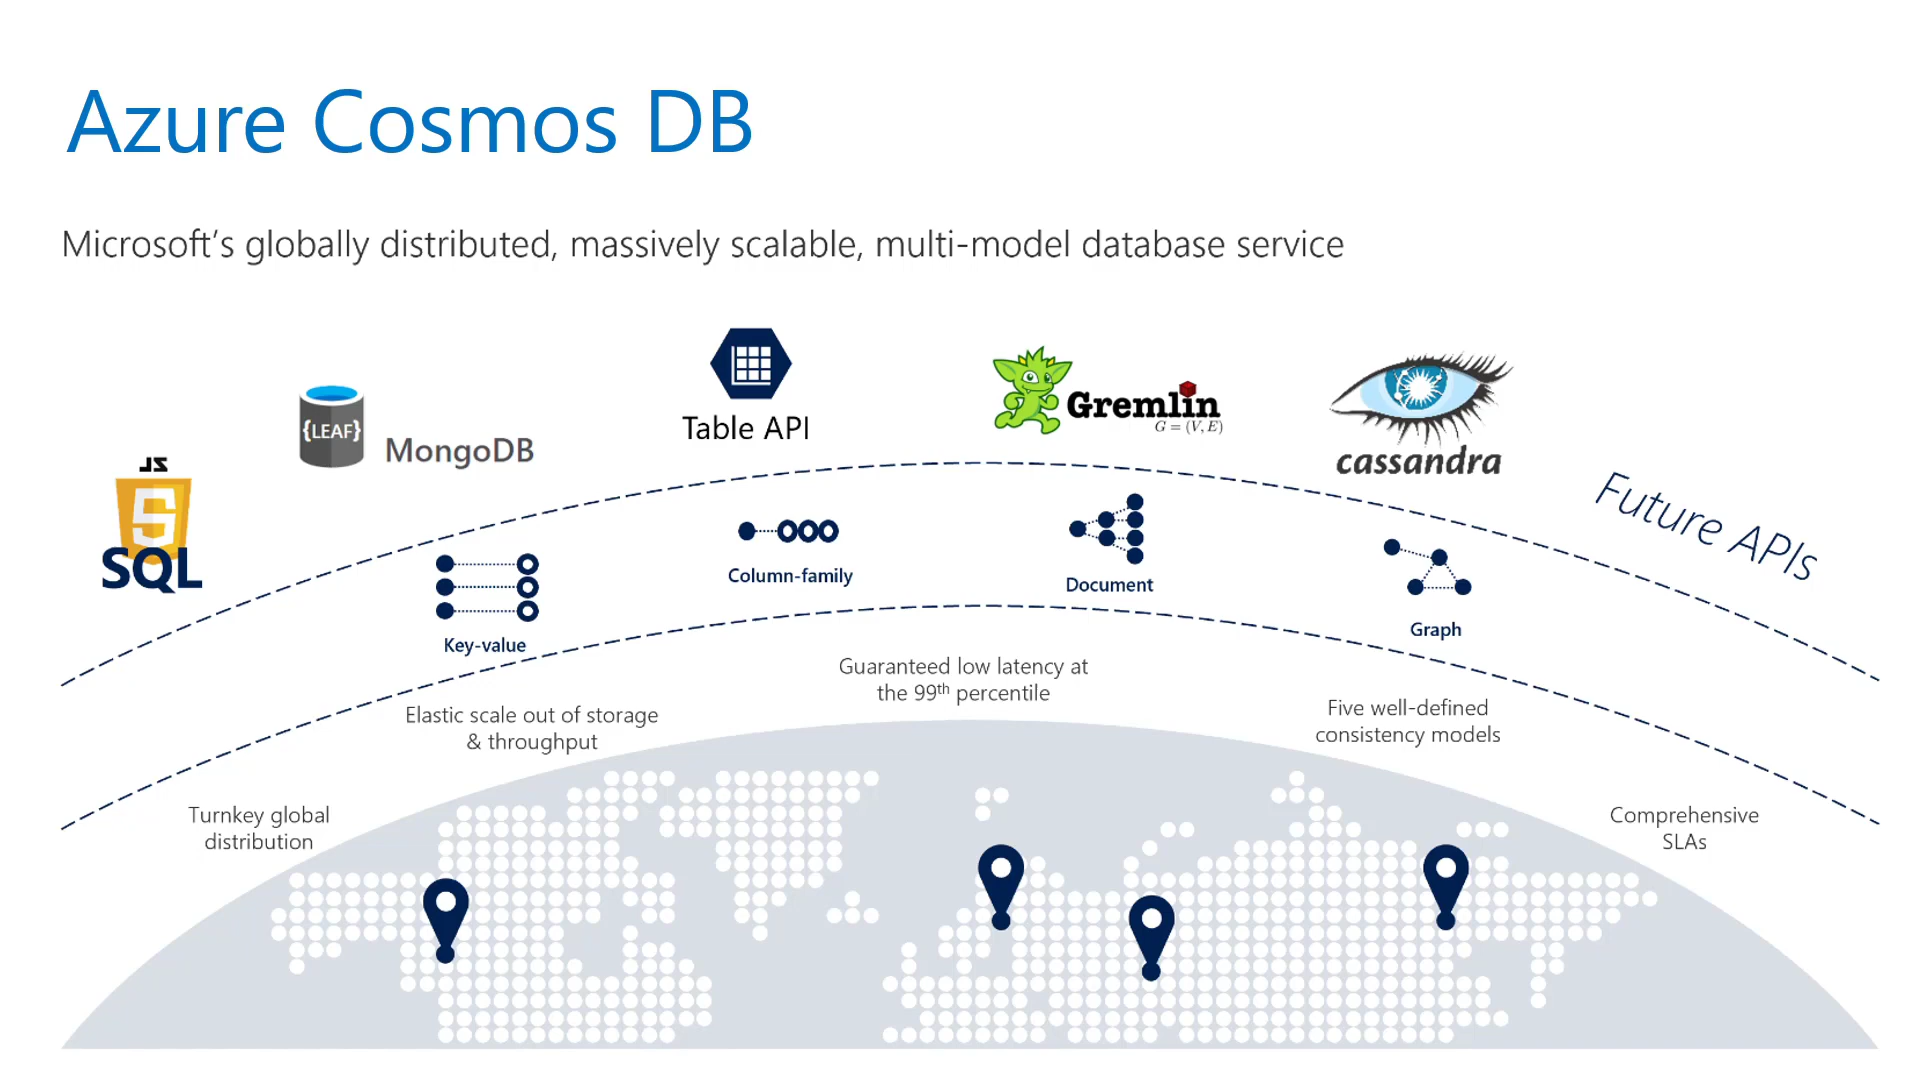 Azure Cosmos DB
Microsoft’s globally distributed, massively scalable, multi-model database service
JS
5
SQL
{LEAF}
MongoDB
Table API
Gremlin
G = (V, E)
cassandra
Future APIs
Key-value
Column-family
Document
Graph
Turnkey global
distribution
Elastic scale out of storage
& throughput
Guaranteed low latency at
the 99th percentile
Five well-defined
consistency models
Comprehensive
SLAs